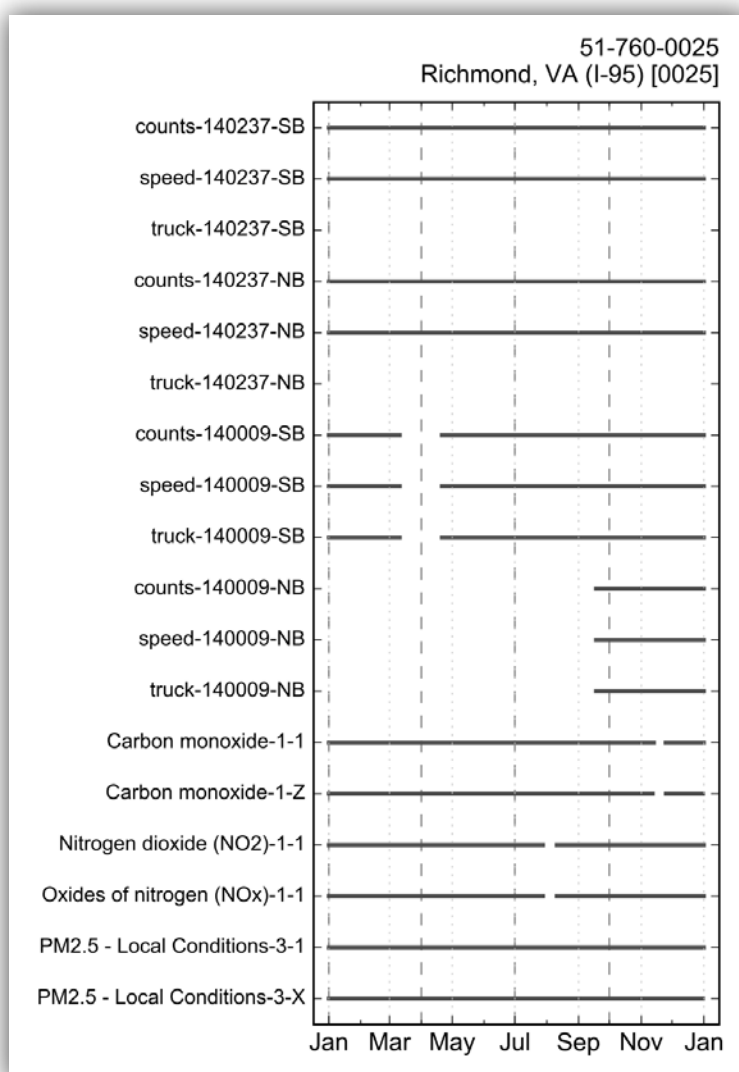 51-760-0025
Richmond, VA (I-95) [0025]
counts-140237-SB
speed-140237-SB
truck-140237-SB
counts-140237-NB
speed-140237-NB
truck-140237-NB
counts-140009-SB
speed-140009-SB
truck-140009-SB
counts-140009-NB
speed-140009-NB
truck-140009-NB
Carbon monoxide-1-1
Carbon monoxide-1-Z
Nitrogen dioxide (NO2)-1-1
Oxides of nitrogen (NOx)-1-1
PM2.5 - Local Conditions-3-1
PM2.5 - Local Conditions-3-X
Jan Mar May Jul Sep Nov Jan